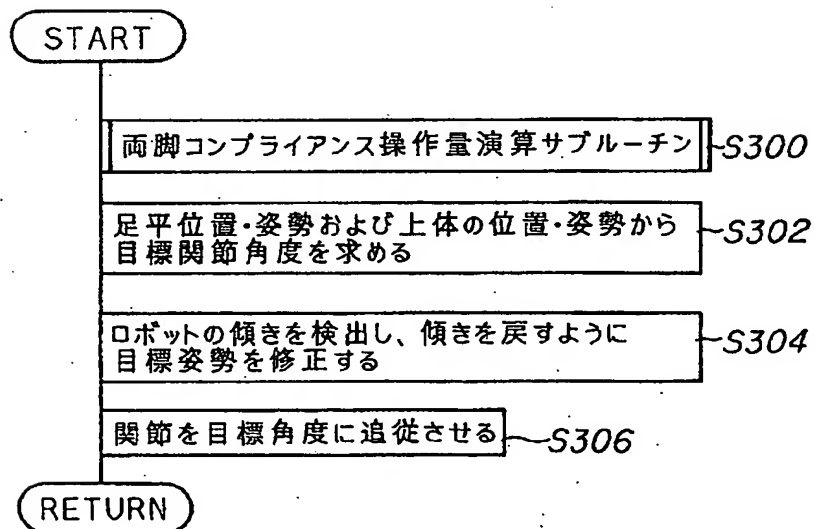 START
両脚コンプライアンス操作量演算サブルーチン
S300
足平位置・姿勢および上体の位置・姿勢から
目標関節角度を求める
S302
ロボットの傾きを検出し、傾きを戻すように
目標姿勢を修正する
S304
関節を目標角度に追従させる
S306
RETURN